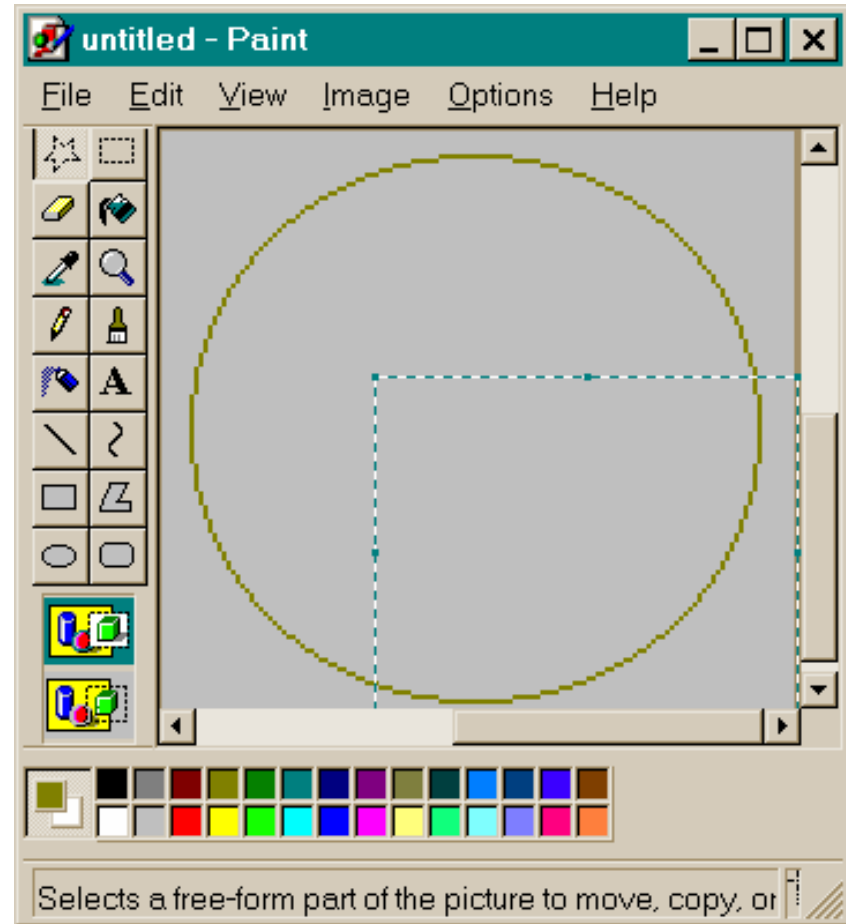 untitled - Paint
File Edit View Image Options Help
A
Selects a free-form part of the picture to move, copy, or